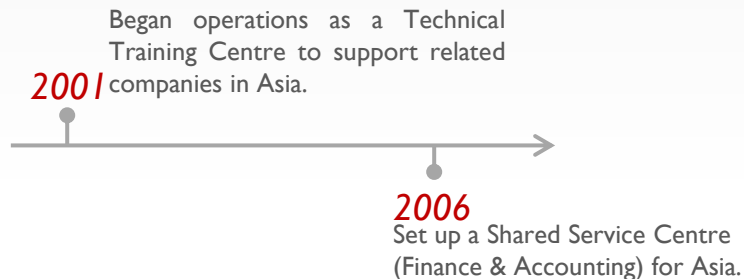 Began operations as a Technical
Training Centre to support related
2001 companies in Asia.
2006
Set up a Shared Service Centre
(Finance & Accounting) for Asia.